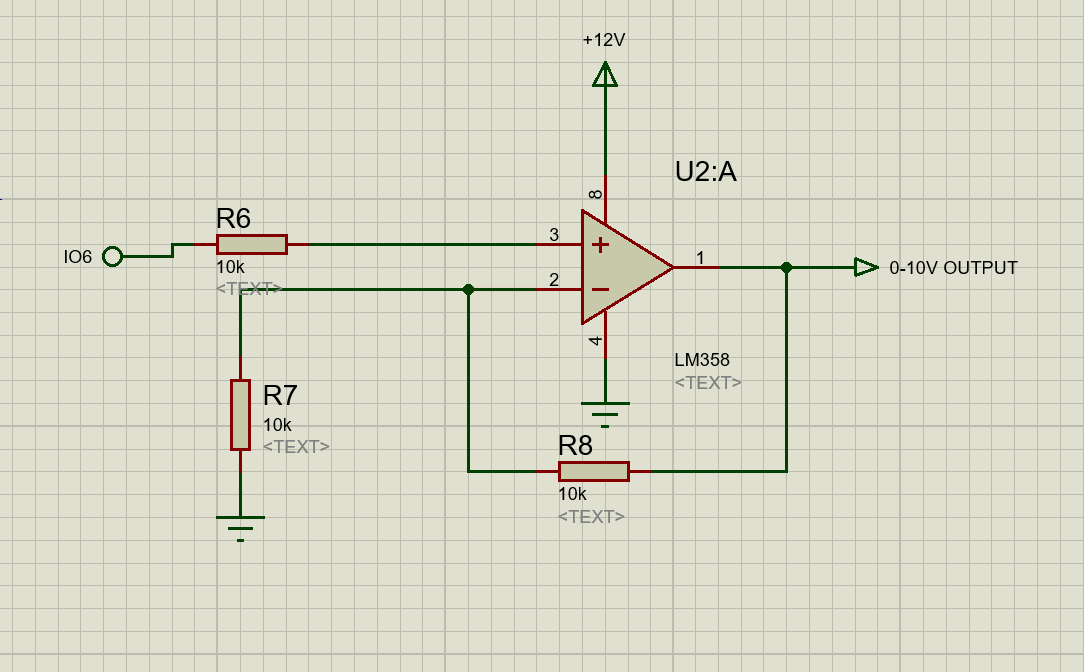 +12V
U2:A
8
R6
3
IO6
10k
<TEXT>
2
1
0-10V OUTPUT
4
LM358
<TEXT>
R7
10k
<TEXT>
R8
10k
<TEXT>